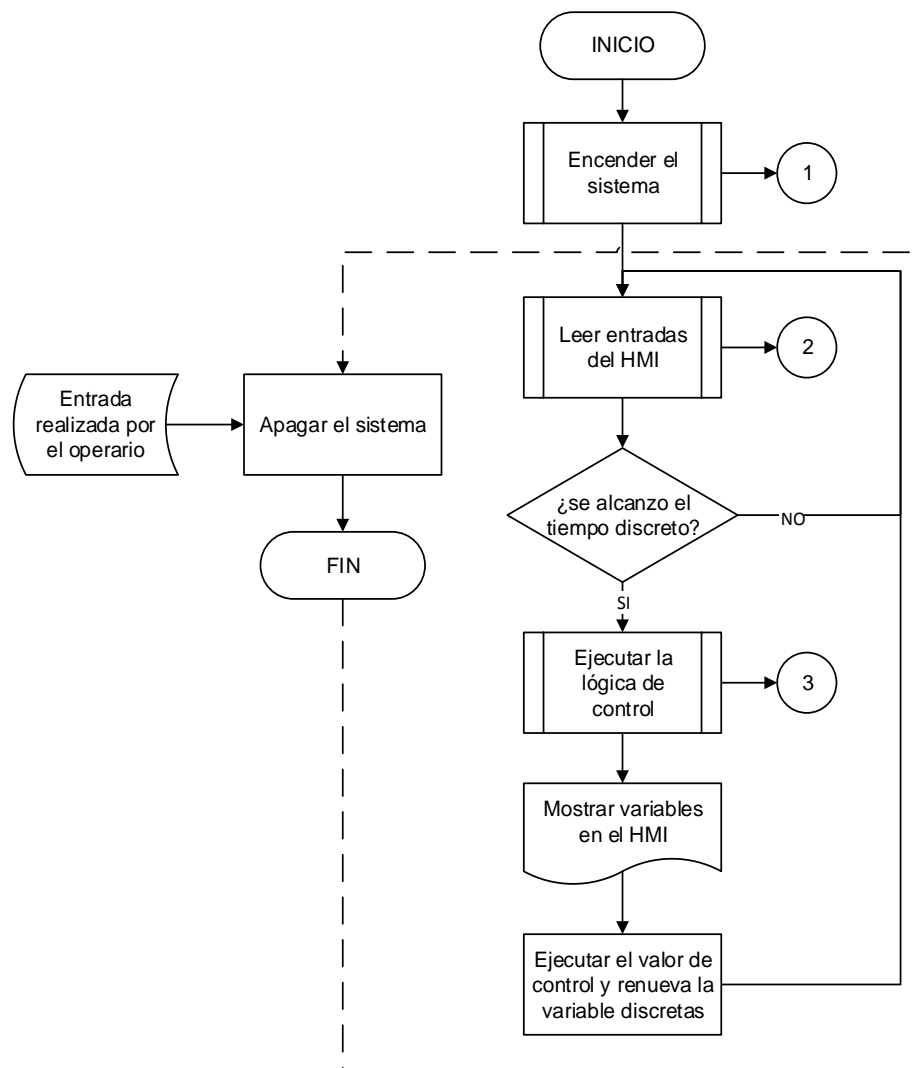 INICIO
Encender el
sistema
1
Leer entradas
del HMI
2
Entrada
realizada por
el operario
Apagar el sistema
¿se alcanzo el
tiempo discreto?
NO
FIN
SI
Ejecutar la
lógica de
control
3
Mostrar variables
en el HMI
Ejecutar el valor de
control y renueva la
variable discretas